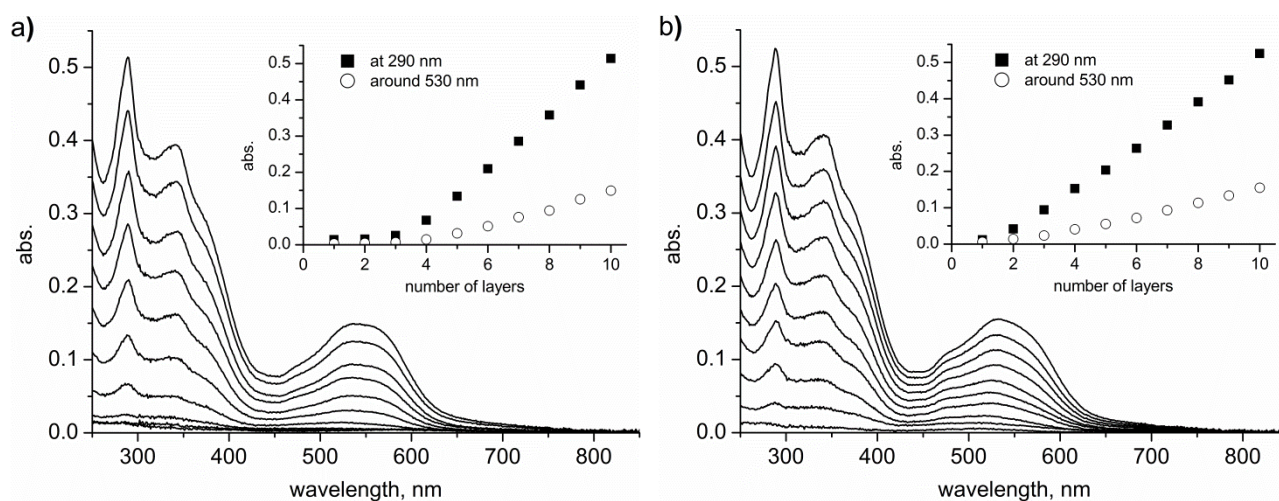 a)
abs.
0.5
0.4
0.3
0.2
0.1
0.0
300 400 500 600 700 800
wavelength, nm
at 290 nm
around 530 nm
abs.
0.5
0.4
0.3
0.2
0.1
0.0
0 2 4 6 8 10
number of layers
b)
abs.
0.5
0.4
0.3
0.2
0.1
0.0
300 400 500 600 700 800
wavelength, nm
at 290 nm
around 530 nm
abs.
0.5
0.4
0.3
0.2
0.1
0.0
0 2 4 6 8 10
number of layers